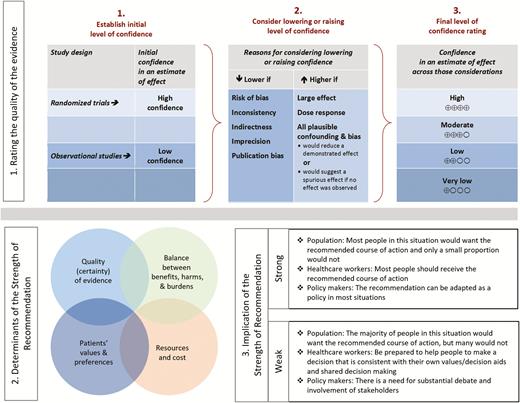 1. Rating the quality of the evidence
1.
Establish initial
level of confidence
Study design
Initial
confidence
in an estimate
of effect
Randomized trials ➔
High
confidence
Observational studies ➔
Low
confidence
2.
Consider lowering or raising
level of confidence
Reasons for considering lowering
or raising confidence
🡇 Lower if
🡅 Higher if
Risk of bias
Inconsistency
Indirectness
Imprecision
Publication bias
Large effect
Dose response
All plausible
confounding & bias
• would reduce a
demonstrated effect
or
• would suggest a
spurious effect if no
effect was observed
3.
Final level of
confidence rating
Confidence
in an estimate of effect
across those considerations
High
⊕⊕⊕⊕
Moderate
⊕⊕⊕○
Low
⊕⊕○○
Very low
⊕○○○
2. Determinants of the Strength of
Recommendation
Quality
(certainty)
of evidence
Balance
between
benefits, harms,
& burdens
Patients'
values &
preferences
Resources
and cost
3. Implication of the
Strength of Recommendation
Strong
❖ Population: Most people in this situation would want
the recommended course of action and only a small
proportion would not
❖ Healthcare workers: Most people should receive the
recommended course of action
❖ Policy makers: The recommendation can be adapted as a
policy in most situations
Weak
❖ Population: The majority of people in this situation would
want the recommended course of action, but many would not
❖ Healthcare workers: Be prepared to help people to make a
decision that is consistent with their own values/decision aids
and shared decision making
❖ Policy makers: There is a need for substantial debate and
involvement of stakeholders